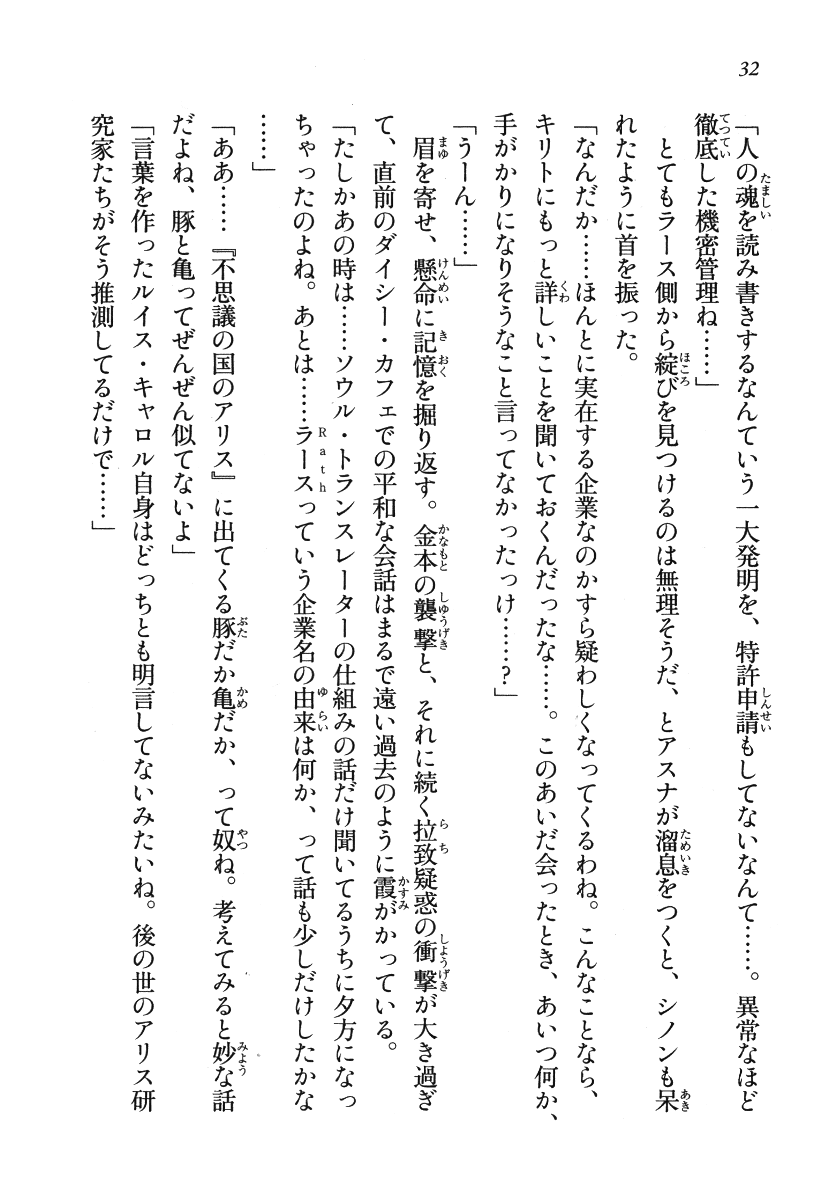 32
「人の魂を読み書きするなんていう一大発明を、特許申請もしてないなんて……。異常なほど
徹底した機密管理ね……」
　とてもラース側から綻びを見つけるのは無理そうだ、とアスナが溜息をつくと、シノンも呆
れたように首を振った。
「なんだか……ほんとに実在する企業なのかすら疑わしくなってくるわね。こんなことなら、
キリトにもっと詳しいことを聞いておくんだったな……。このあいだ会ったとき、あいつ何か、
手がかりになりそうなこと言ってなかったっけ……？」
「うーん……」
　眉を寄せ、懸命に記憶を掘り返す。金本の襲撃と、それに続く拉致疑惑の衝撃が大き過ぎ
て、直前のダイシー・カフェでの平和な会話はまるで遠い過去のように霞がかっている。
「たしかあの時は……ソウル・トランスレーターの仕組みの話だけ聞いてるうちに夕方になっ
ちゃったのよね。あとは……ラースっていう企業名の由来は何か、って話も少しだけしたかな
……」
「ああ……『不思議の国のアリス』に出てくる豚だか亀だか、って奴ね。考えてみると妙な話
だよね、豚と亀ってぜんぜん似てないよ」
「言葉を作ったルイス・キャロル自身はどっちとも明言してないみたいね。後の世のアリス研
究家たちがそう推測してるだけで……」